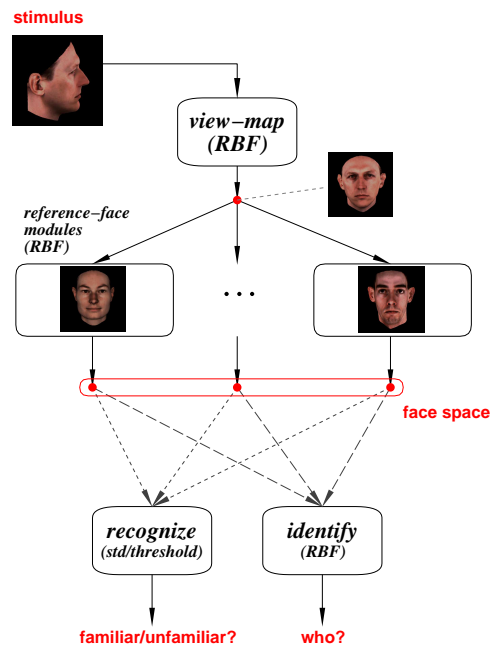 stimulus
view−map
(RBF)
reference−face
modules
(RBF)
. . .
face space
recognize
(std/threshold)
identify
(RBF)
familiar/unfamiliar?
who?